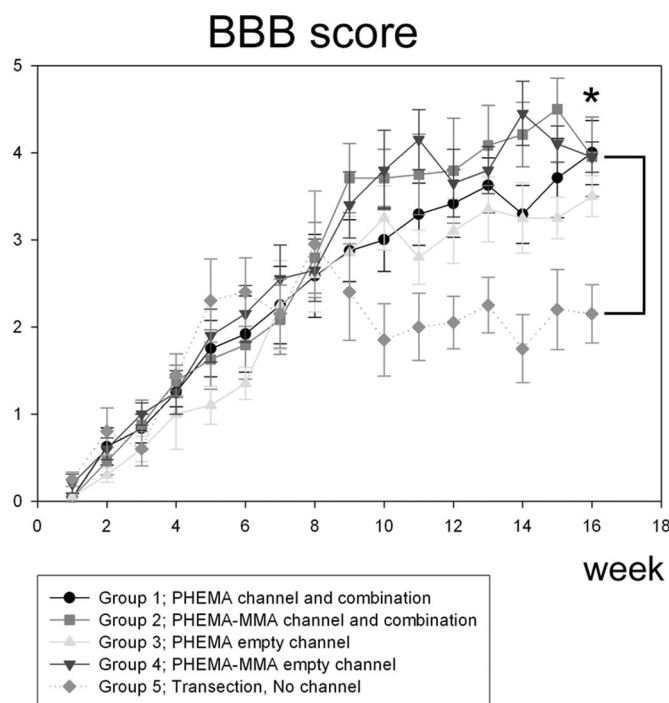 BBB score
5
4
3
2
1
0
*
0 2 4 6 8 10 12 14 16 18
week
Group 1; PHEMA channel and combination
Group 2; PHEMA-MMA channel and combination
Group 3; PHEMA empty channel
Group 4; PHEMA-MMA empty channel
Group 5; Transection, No channel